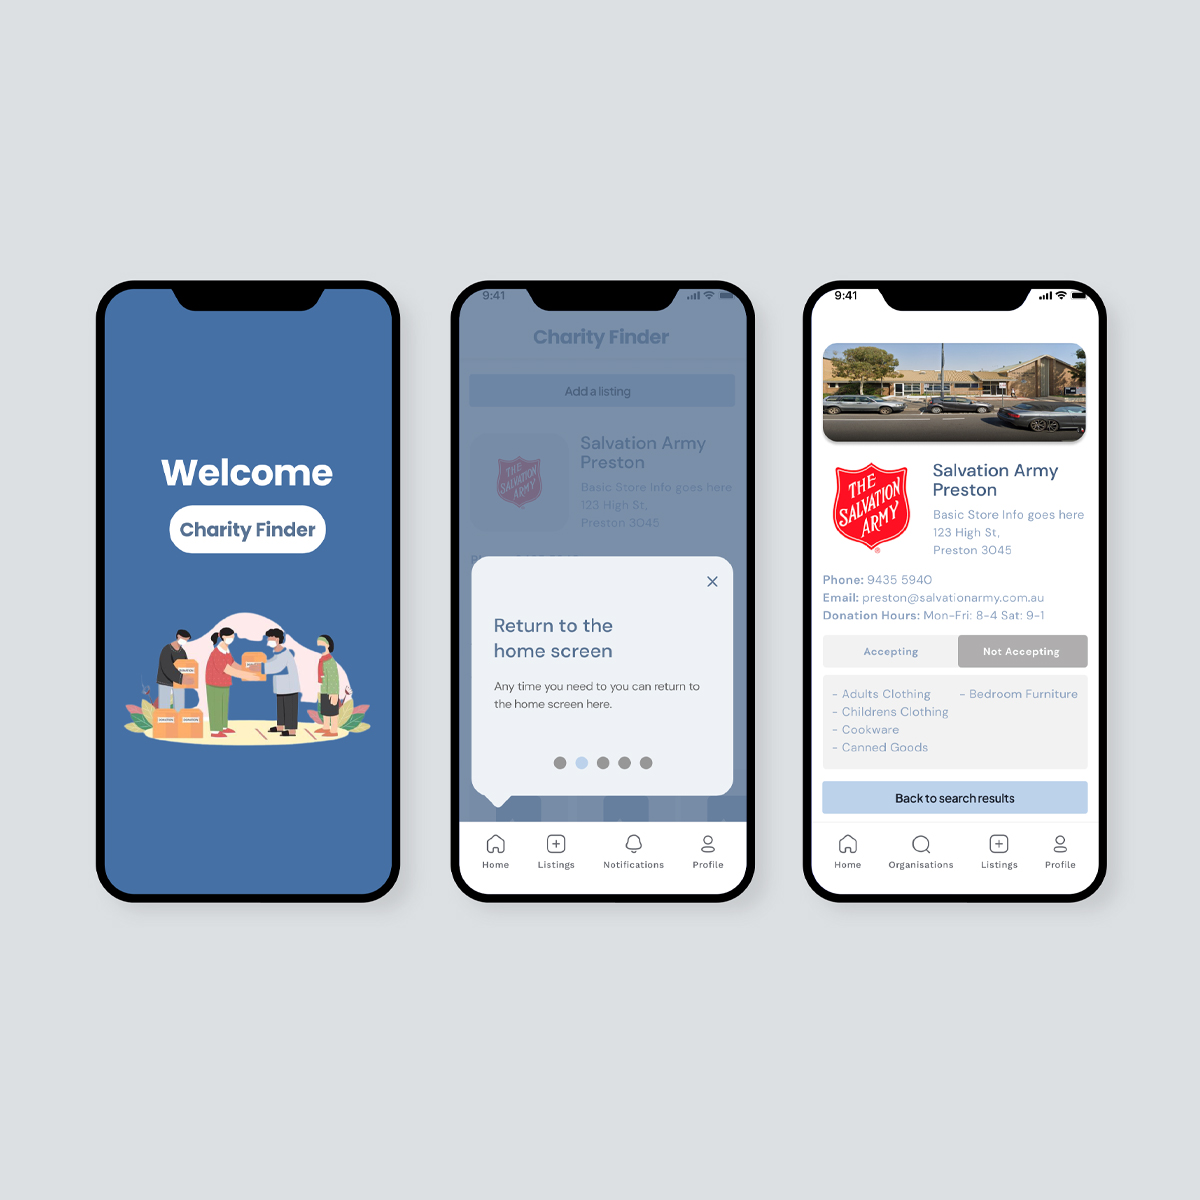 Welcome
Charity Finder
9:41
Charity Finder
Add a listing
THE
SALVATION
ARMY
Salvation Army
Preston
Basic Store Info goes here
123 High St,
Preston 3045
Return to the
home screen
Any time you need to you can return to
the home screen here.
Home
Listings
Notifications
Profile
9:41
THE
SALVATION
ARMY
®
Salvation Army
Preston
Basic Store Info goes here
123 High St,
Preston 3045
Phone: 9435 5940
Email: preston@salvationarmy.com.au
Donation Hours: Mon-Fri: 8-4 Sat: 9-1
Accepting
Not Accepting
- Adults Clothing
- Childrens Clothing
- Cookware
- Canned Goods
- Bedroom Furniture
Back to search results
Home
Organisations
Listings
Profile